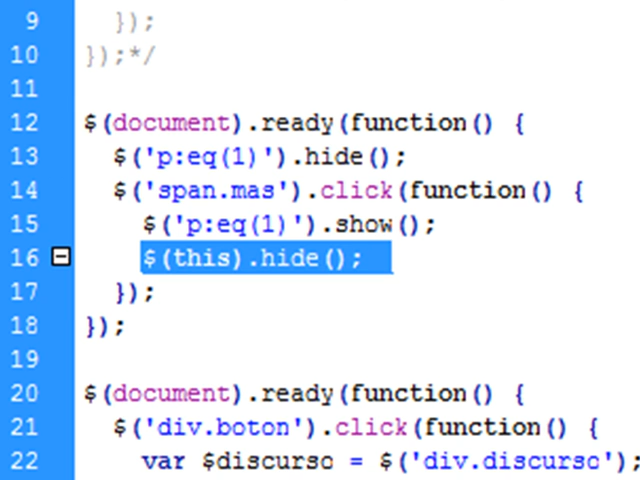 9 });
10 });*/
11
12 $(document).ready(function() {
13 $('p:eq(1)').hide();
14 $('span.mas').click(function() {
15 $('p:eq(1)').show();
16 $(this).hide();
17 });
18 });
19
20 $(document).ready(function() {
21 $('div.boton').click(function() {
22 var $discurso = $('div.discurso');